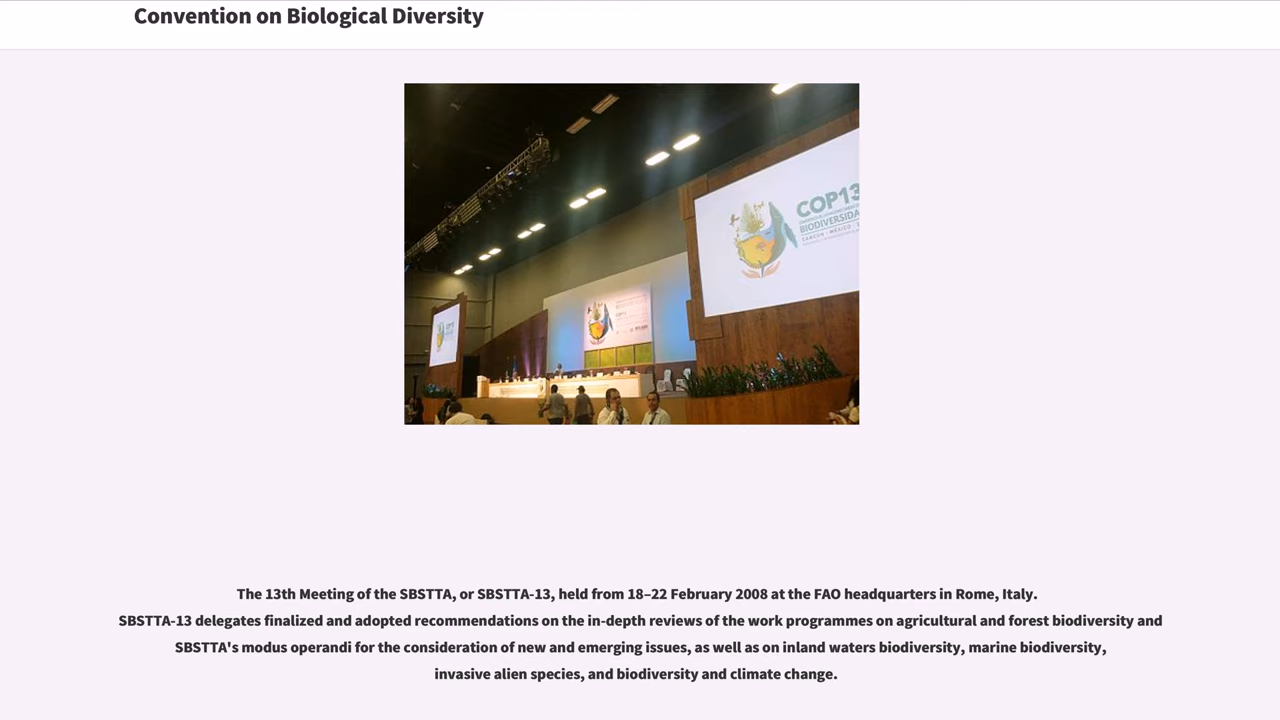 Convention on Biological Diversity
COP13
BIODIVERSIDA
CANCUN · MÉXICO
The 13th Meeting of the SBSTTA, or SBSTTA-13, held from 18–22 February 2008 at the FAO headquarters in Rome, Italy.
SBSTTA-13 delegates finalized and adopted recommendations on the in-depth reviews of the work programmes on agricultural and forest biodiversity and
SBSTTA's modus operandi for the consideration of new and emerging issues, as well as on inland waters biodiversity, marine biodiversity,
invasive alien species, and biodiversity and climate change.